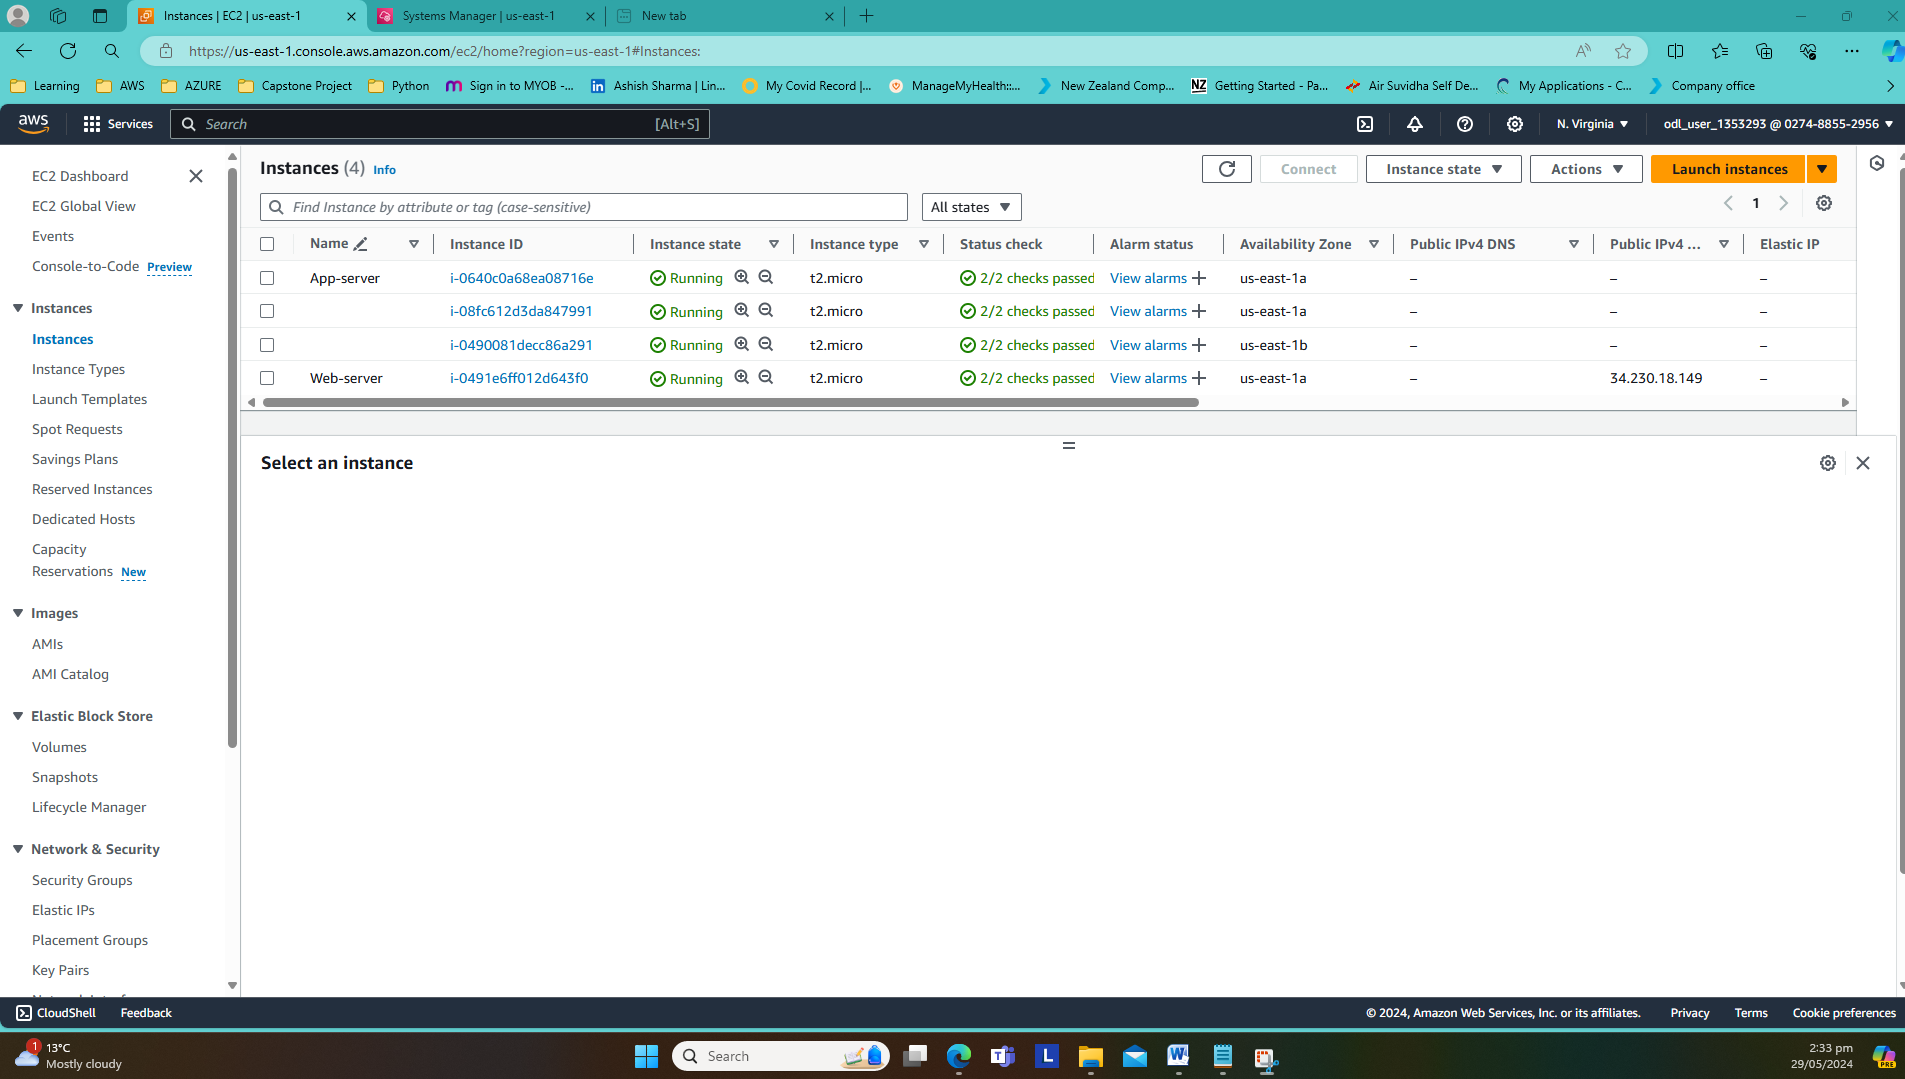 Instances | EC2 | us-east-1
Systems Manager | us-east-1
New tab
https://us-east-1.console.aws.amazon.com/ec2/home?region=us-east-1#Instances:
Learning
AWS
AZURE
Capstone Project
Python
Sign in to MYOB -...
Ashish Sharma | Lin...
My Covid Record |...
ManageMyHealth::...
New Zealand Comp...
NZ
Getting Started - Pa...
Air Suvidha Self De...
My Applications - C...
Company office
aws
Services
Search
[Alt+S]
N. Virginia
odl_user_1353293 @ 0274-8855-2956
EC2 Dashboard
EC2 Global View
Events
Console-to-Code Preview
Instances
Instances
Instance Types
Launch Templates
Spot Requests
Savings Plans
Reserved Instances
Dedicated Hosts
Capacity
Reservations New
Images
AMIs
AMI Catalog
Elastic Block Store
Volumes
Snapshots
Lifecycle Manager
Network & Security
Security Groups
Elastic IPs
Placement Groups
Key Pairs
Instances (4) Info
Connect
Instance state
Actions
Launch instances
Find Instance by attribute or tag (case-sensitive)
All states
1
Name Instance ID Instance state Instance type Status check Alarm status Availability Zone Public IPv4 DNS Public IPv4 ... Elastic IP
App-server i-0640c0a68ea08716e Running t2.micro 2/2 checks passed View alarms + us-east-1a – – –
i-08fc612d3da847991 Running t2.micro 2/2 checks passed View alarms + us-east-1a – – –
i-0490081decc86a291 Running t2.micro 2/2 checks passed View alarms + us-east-1b – – –
Web-server i-0491e6ff012d643f0 Running t2.micro 2/2 checks passed View alarms + us-east-1a – 34.230.18.149 –
Select an instance
CloudShell
Feedback
© 2024, Amazon Web Services, Inc. or its affiliates.
Privacy
Terms
Cookie preferences
1
13°C
Mostly cloudy
Search
T
L
W
2:33 pm
29/05/2024
PRE